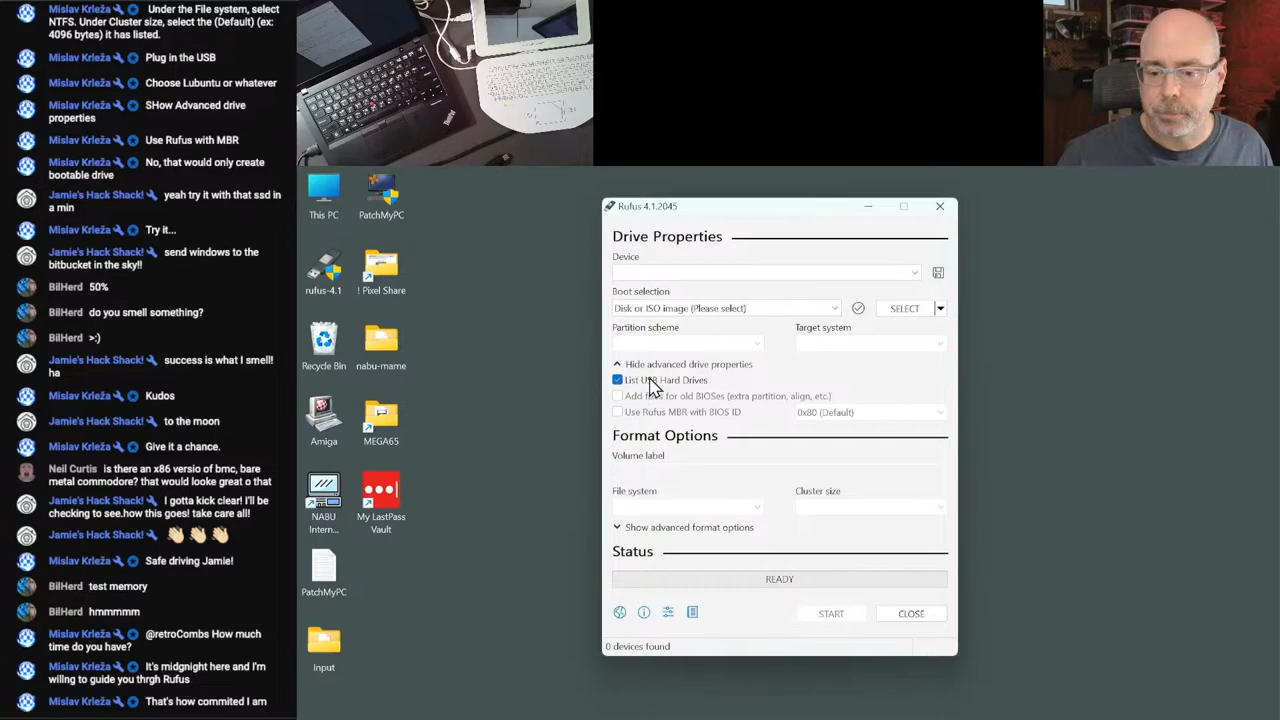 Mislav Krleža Under the File system, select
NTFS. Under Cluster size, select the (Default) (ex:
4096 bytes) it has listed.
Mislav Krleža Plug in the USB
Mislav Krleža Choose Lubuntu or whatever
Mislav Krleža SHow Advanced drive
properties
Mislav Krleža Use Rufus with MBR
Mislav Krleža No, that would only create
bootable drive
Jamie's Hack Shack! yeah try it with that ssd in
a min
Mislav Krleža Try it...
Jamie's Hack Shack! send windows to the
bitbucket in the sky!!
BilHerd 50%
BilHerd do you smell something?
BilHerd >:)
Jamie's Hack Shack! success is what I smell!
ha
Mislav Krleža Kudos
Jamie's Hack Shack! to the moon
Mislav Krleža Give it a chance.
Neil Curtis is there an x86 versio of bmc, bare
metal commodore? that would looke great o that
Jamie's Hack Shack! I gotta kick clear! I'll be
checking to see.how this goes! take care all!
Jamie's Hack Shack! 👏 👏 👏
Mislav Krleža Safe driving Jamie!
BilHerd test memory
BilHerd hmmmmm
Mislav Krleža @retroCombs How much
time do you have?
Mislav Krleža It's midgnight here and I'm
willng to guide you thrgh Rufus
Mislav Krleža That's how commited I am
ThinkPad
This PC
PatchMyPC
rufus-4.1
! Pixel Share
Recycle Bin
nabu-mame
Amiga
MEGA65
NABU
Intern...
My LastPass
Vault
PatchMyPC
Input
Rufus 4.1.2045
Drive Properties
Device
Boot selection
Disk or ISO image (Please select)
SELECT
Partition scheme
Target system
Hide advanced drive properties
List USB Hard Drives
Add fixes for old BIOSes (extra partition, align, etc.)
Use Rufus MBR with BIOS ID
0x80 (Default)
Format Options
Volume label
File system
Cluster size
Show advanced format options
Status
READY
START
CLOSE
0 devices found